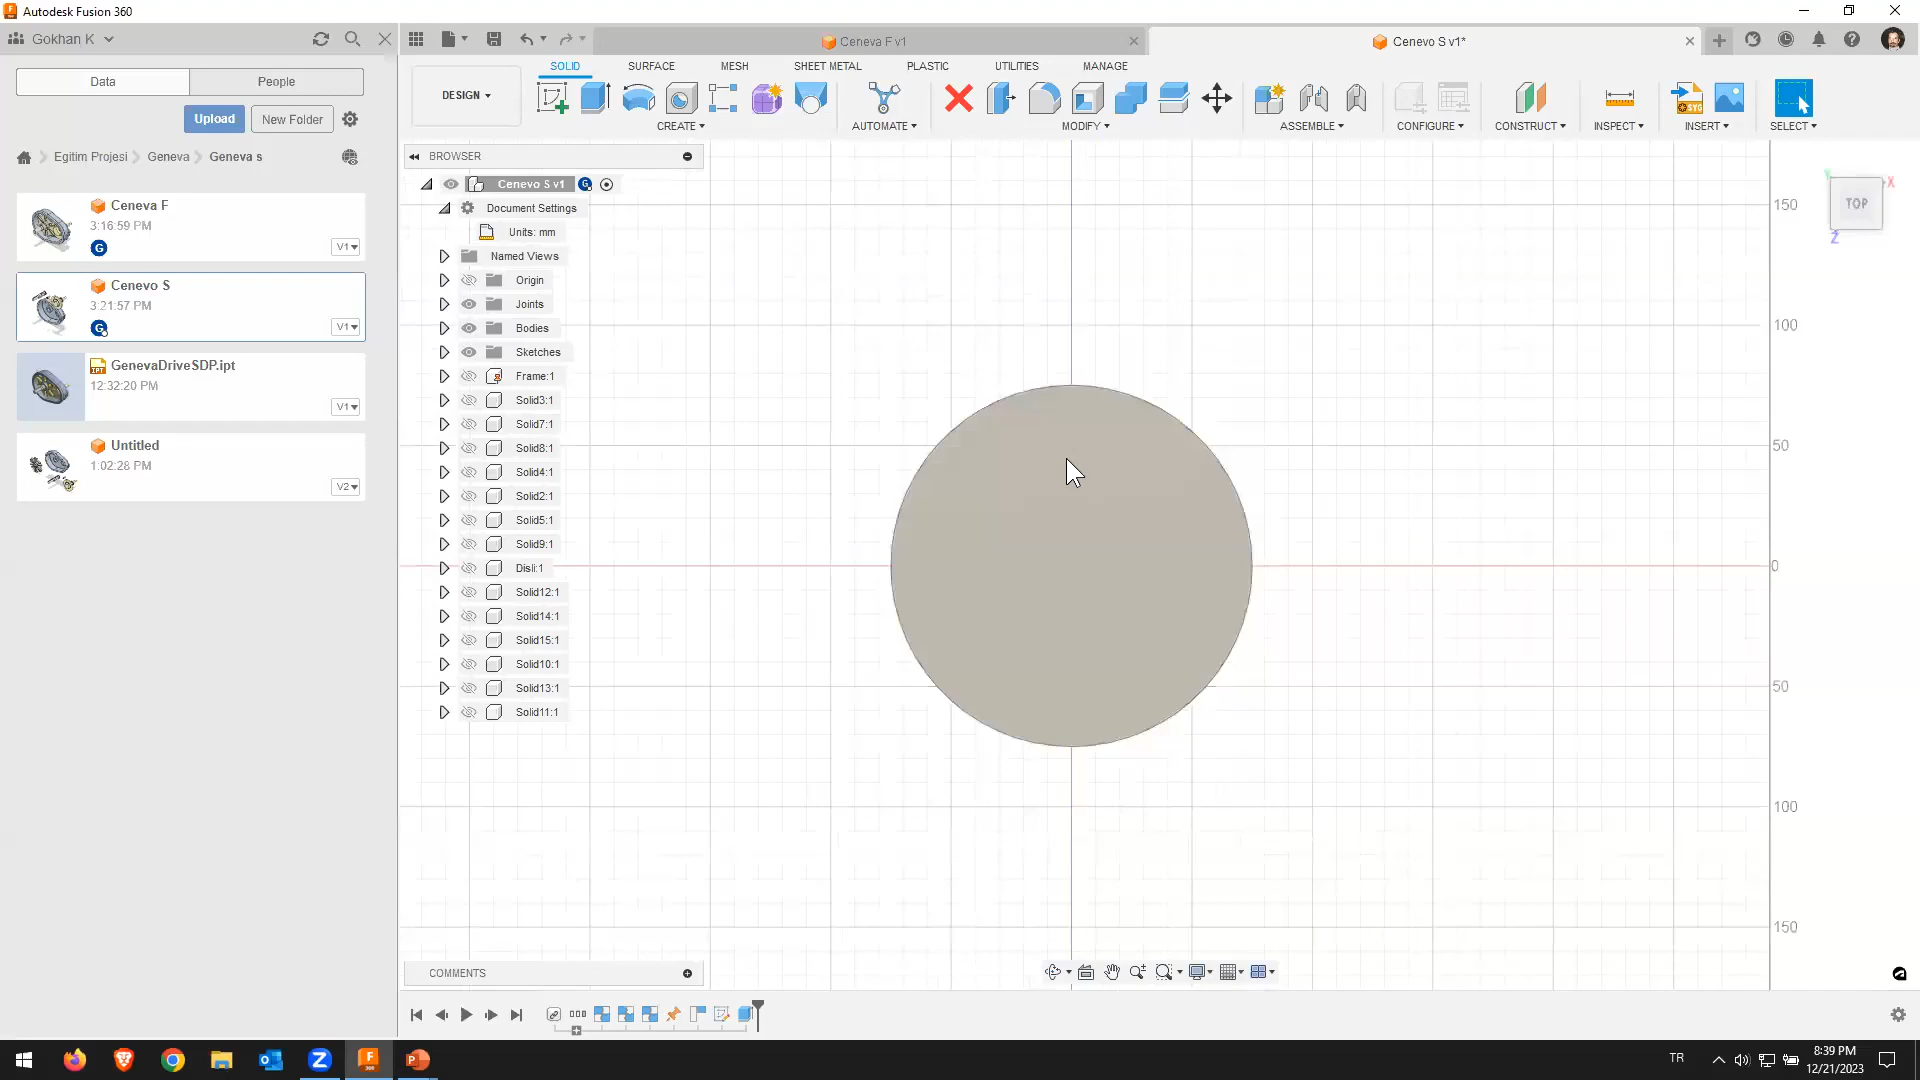 Autodesk Fusion 360
Gokhan K
Ceneva F v1
Cenevo S v1*
Data
People
Upload
New Folder
Egitim Projesi
Geneva
Geneva s
Ceneva F
3:16:59 PM
G
V1
Cenevo S
3:21:57 PM
G
V1
GenevaDriveSDP.ipt
12:32:20 PM
V1
Untitled
1:02:28 PM
V2
DESIGN
SOLID
SURFACE
MESH
SHEET METAL
PLASTIC
UTILITIES
MANAGE
CREATE
AUTOMATE
MODIFY
ASSEMBLE
CONFIGURE
CONSTRUCT
INSPECT
INSERT
SELECT
BROWSER
Cenevo S v1
G
Document Settings
Units: mm
Named Views
Origin
Joints
Bodies
Sketches
Frame:1
Solid3:1
Solid7:1
Solid8:1
Solid4:1
Solid2:1
Solid5:1
Solid9:1
Disli:1
Solid12:1
Solid14:1
Solid15:1
Solid10:1
Solid13:1
Solid11:1
150
100
50
0
50
100
150
X
TOP
Z
COMMENTS
TR
8:39 PM
12/21/2023